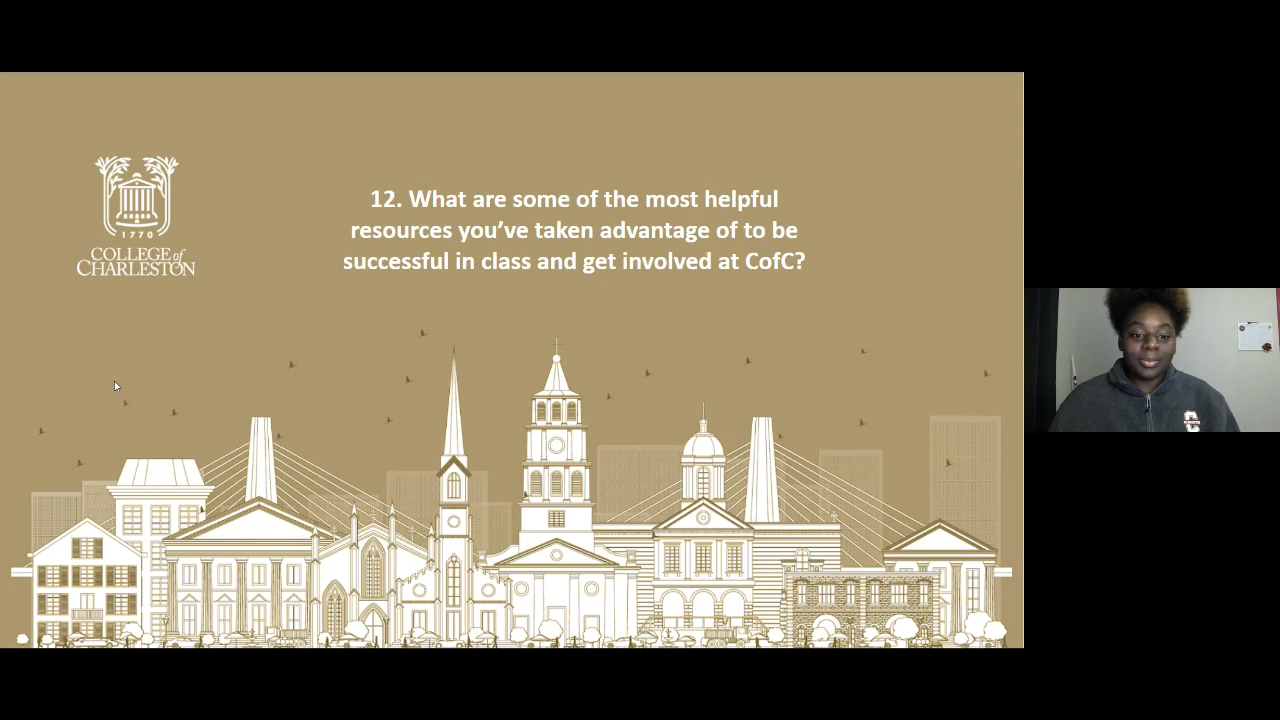 12. What are some of the most helpful
resources you’ve taken advantage of to be
successful in class and get involved at CofC?
1770
COLLEGE of
CHARLESTON